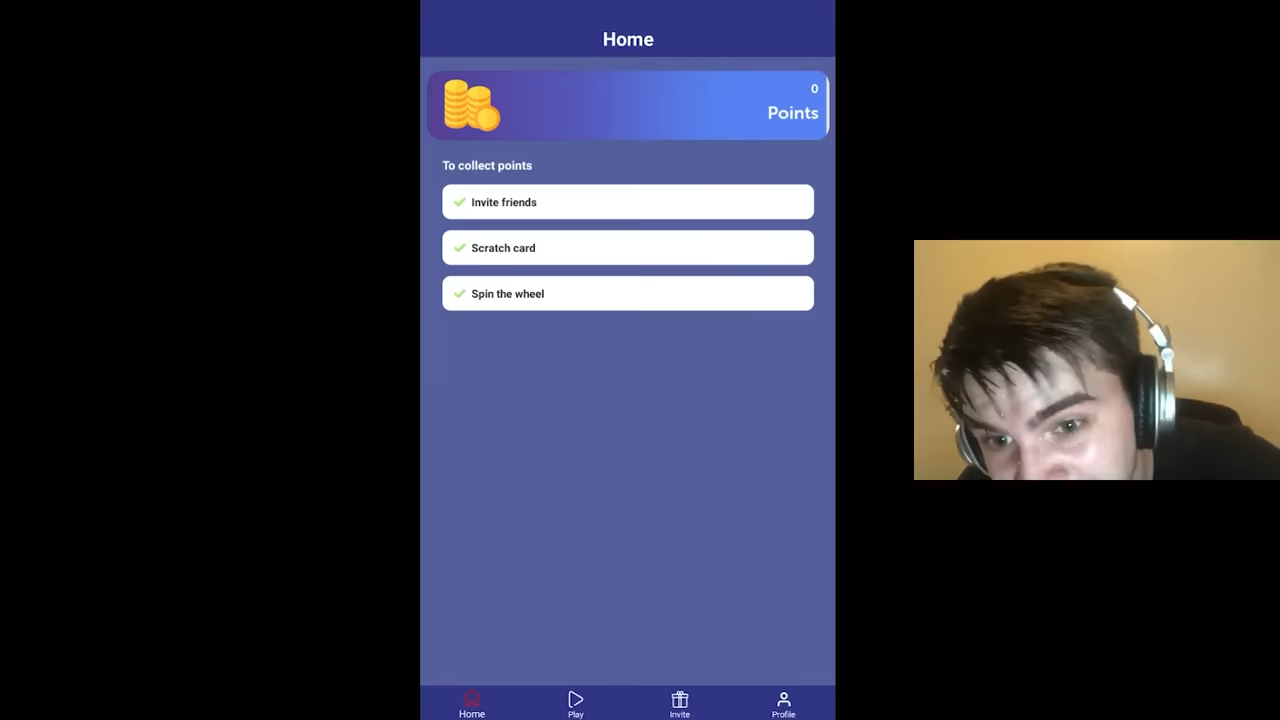 Home
0
Points
To collect points
Invite friends
Scratch card
Spin the wheel
Home
Play
Invite
Profile